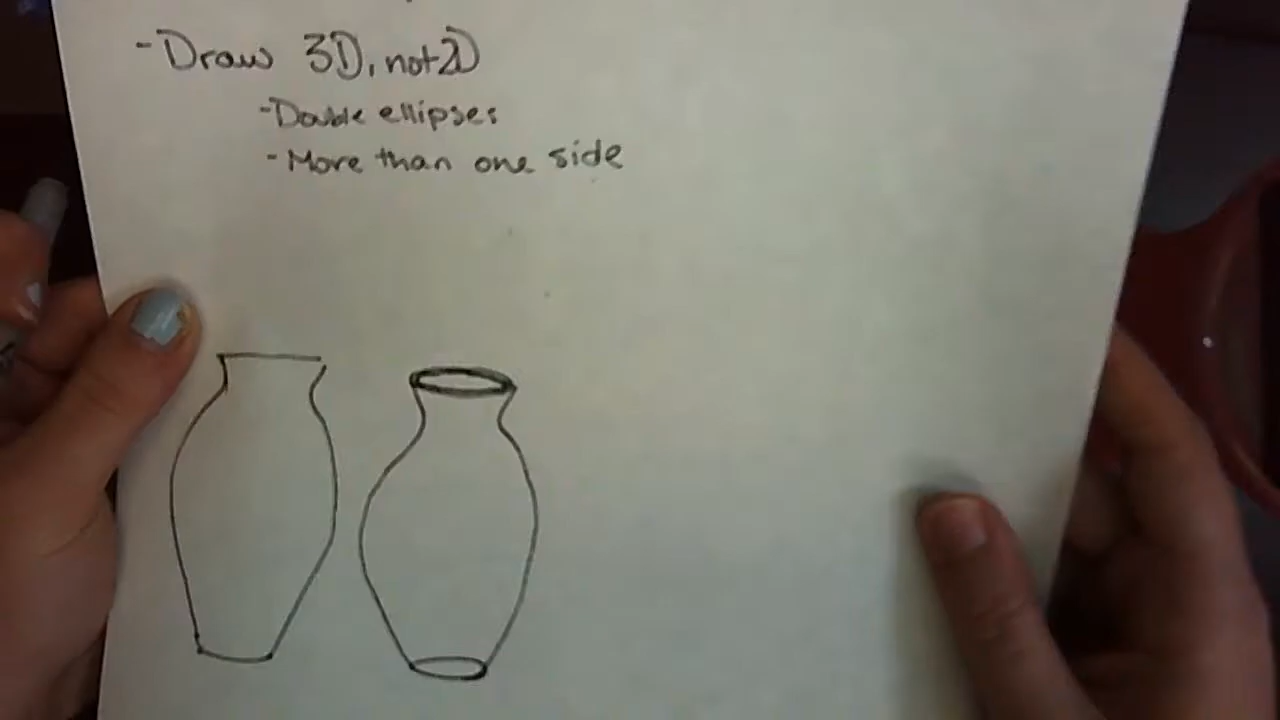 - Draw 3D, not 2D
- Double ellipses
- More than one side